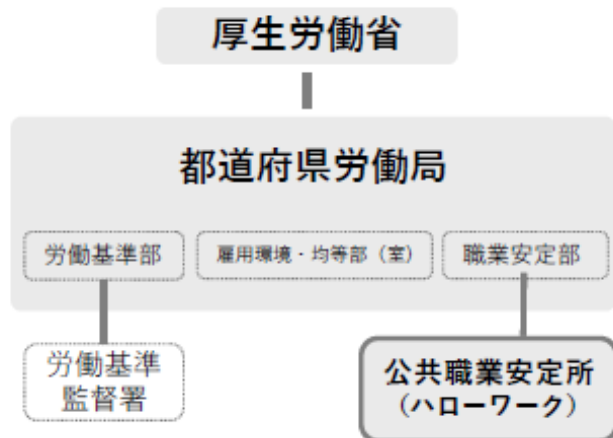 厚生労働省
都道府県労働局
労働基準部
雇用環境・均等部（室）
職業安定部
労働基準
監督署
公共職業安定所
（ハローワーク）